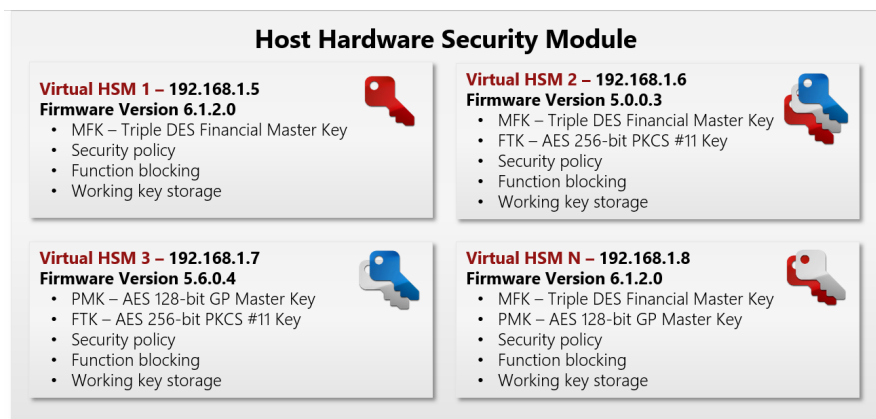 Host Hardware Security Module
Virtual HSM 1 – 192.168.1.5
Firmware Version 6.1.2.0
• MFK – Triple DES Financial Master Key
• Security policy
• Function blocking
• Working key storage
Virtual HSM 2 – 192.168.1.6
Firmware Version 5.0.0.3
• MFK – Triple DES Financial Master Key
• FTK – AES 256-bit PKCS #11 Key
• Security policy
• Function blocking
• Working key storage
Virtual HSM 3 – 192.168.1.7
Firmware Version 5.6.0.4
• PMK – AES 128-bit GP Master Key
• FTK – AES 256-bit PKCS #11 Key
• Security policy
• Function blocking
• Working key storage
Virtual HSM N – 192.168.1.8
Firmware Version 6.1.2.0
• MFK – Triple DES Financial Master Key
• PMK – AES 128-bit GP Master Key
• Security policy
• Function blocking
• Working key storage